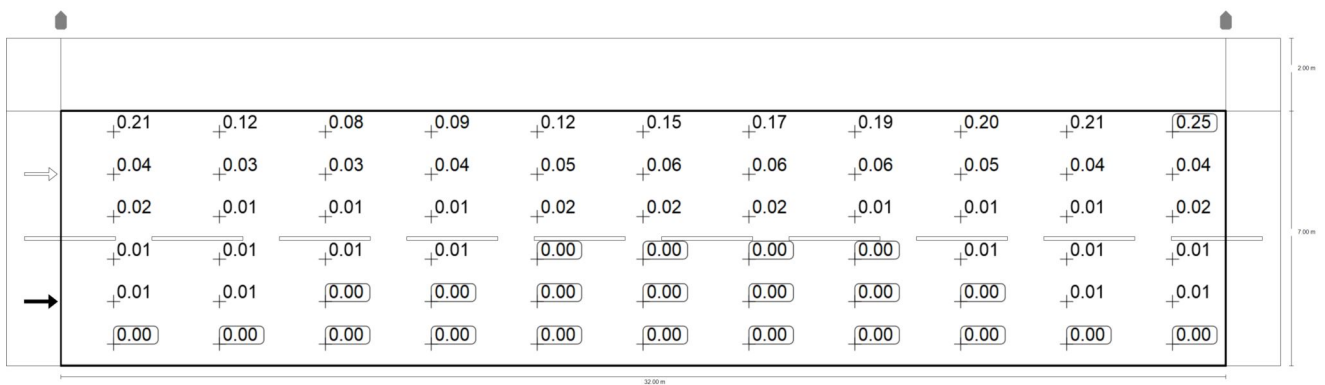 2.00 m
0.21 0.12 0.08 0.09 0.12 0.15 0.17 0.19 0.20 0.21 0.25
0.04 0.03 0.03 0.04 0.05 0.06 0.06 0.06 0.05 0.04 0.04
0.02 0.01 0.01 0.01 0.02 0.02 0.02 0.01 0.01 0.01 0.02
7.00 m
0.01 0.01 0.01 0.01 0.00 0.00 0.00 0.00 0.01 0.01 0.01
0.01 0.01 0.00 0.00 0.00 0.00 0.00 0.00 0.00 0.01 0.01
0.00 0.00 0.00 0.00 0.00 0.00 0.00 0.00 0.00 0.00 0.00
32.00 m